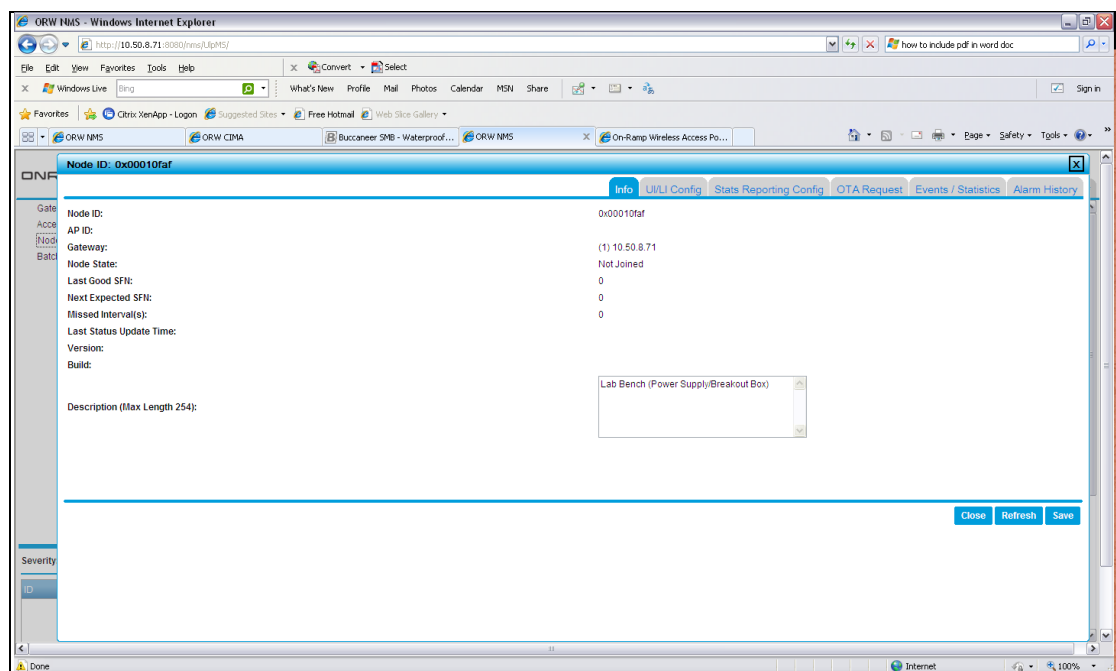 ORW NMS - Windows Internet Explorer
http://10.50.8.71:8080/nms/UlpMS/
how to include pdf in word doc
File Edit View Favorites Tools Help
x Convert Select
x Windows Live Bing What's New Profile Mail Photos Calendar MSN Share Sign in
Favorites Citrix XenApp - Logon Suggested Sites Free Hotmail Web Slice Gallery
ORW NMS ORW CIMA Buccaneer SMB - Waterproof... ORW NMS x On-Ramp Wireless Access Po... Page Safety Tools »
Node ID: 0x00010faf X
Info UI/LI Config Stats Reporting Config OTA Request Events / Statistics Alarm History
Gate
Acce
Node
Batc
Node ID: 0x00010faf
AP ID:
Gateway: (1) 10.50.8.71
Node State: Not Joined
Last Good SFN: 0
Next Expected SFN: 0
Missed Interval(s): 0
Last Status Update Time:
Version:
Build:
Lab Bench (Power Supply/Breakout Box)
Description (Max Length 254):
Close Refresh Save
Severity
ID
Done Internet 100%